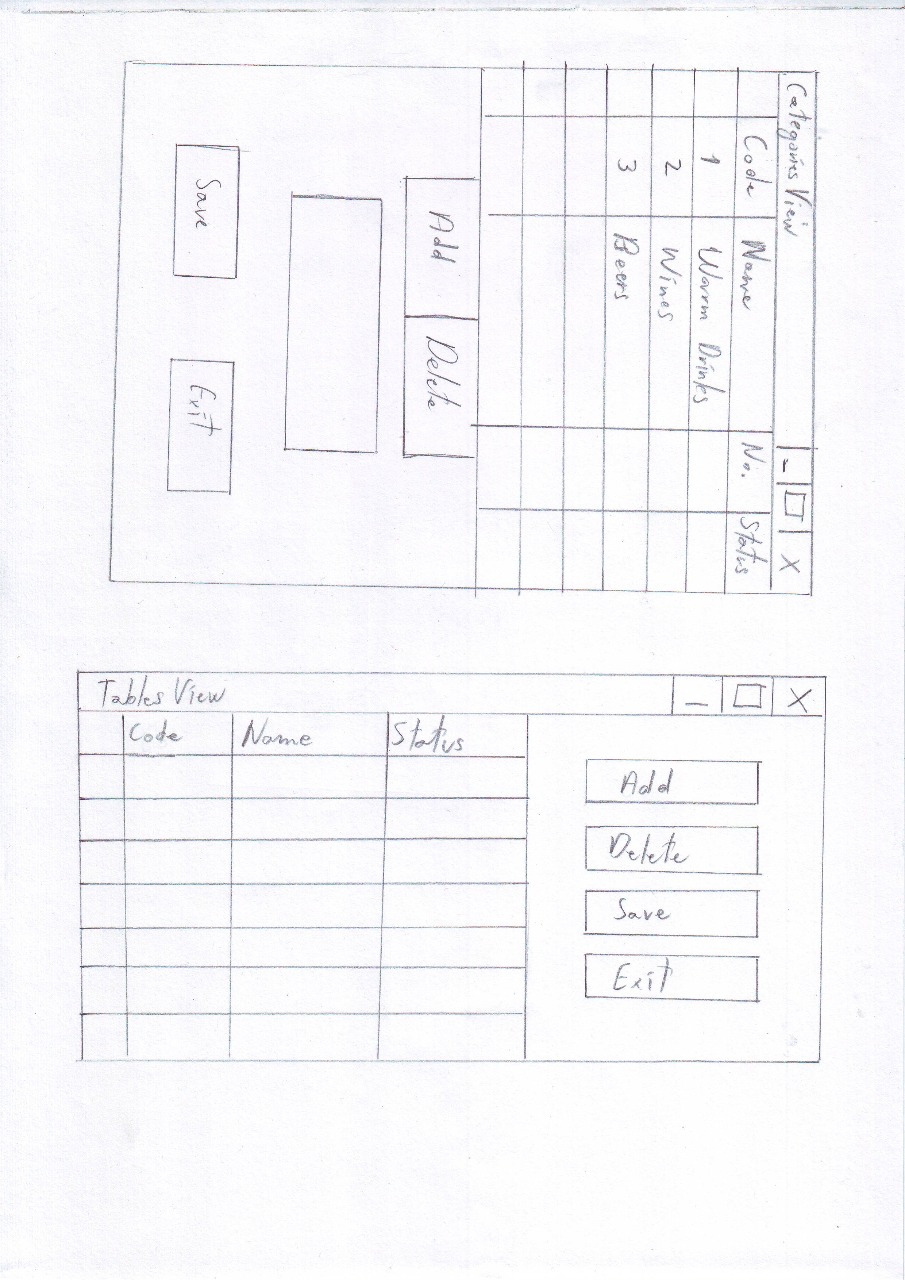 Categories View - □ X
Code Name No. Status
1 Warm Drinks
2 Wines
3 Beers
Add Delete
Save Exit
Tables View - □ X
Code Name Status
Add
Delete
Save
Exit